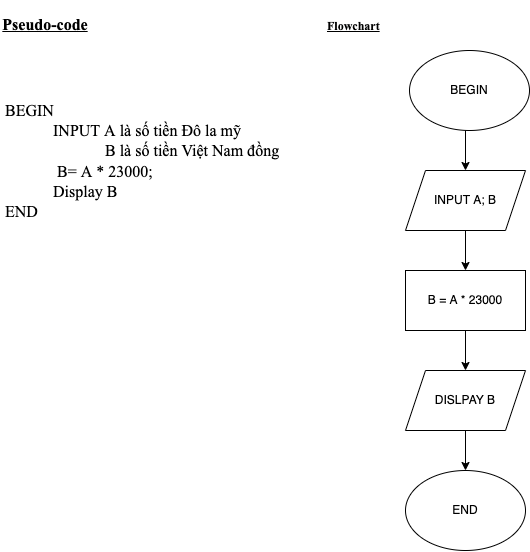 Pseudo-code
BEGIN
INPUT A là số tiền Đô la mỹ
B là số tiền Việt Nam đồng
B= A * 23000;
Display B
END
Flowchart
BEGIN
INPUT A; B
B = A * 23000
DISLPAY B
END